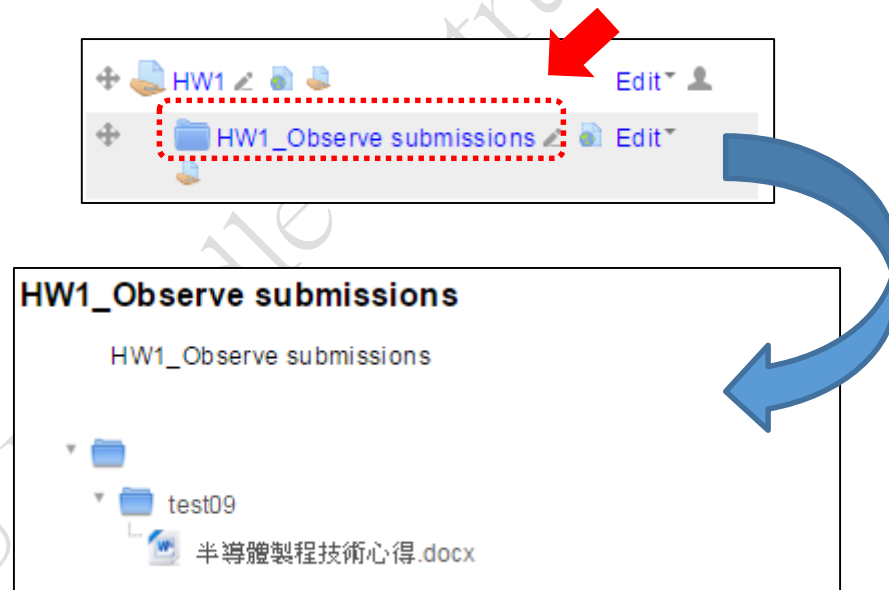 HW1 Edit
HW1_Observe submissions Edit
HW1_Observe submissions
HW1_Observe submissions
test09
半導體製程技術心得.docx